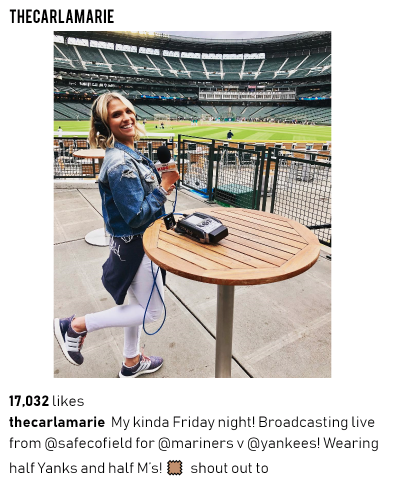 THECARLAMARIE
17,032 likes
thecarlamarie My kinda Friday night! Broadcasting live
from @safecofield for @mariners v @yankees! Wearing
half Yanks and half M's! shout out to